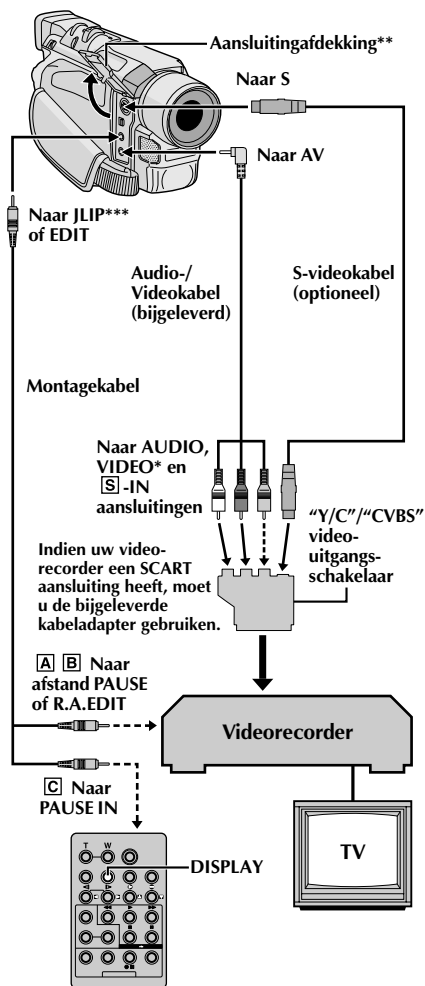 Aansluitingafdekking**
Naar S
Naar AV
Naar JLIP***
of EDIT
Audio-/
Videokabel
(bijgeleverd)
S-videokabel
(optioneel)
Montagekabel
Naar AUDIO,
VIDEO* en
S -IN
aansluitingen
"Y/C"/"CVBS"
video-
uitgangs-
schakelaar
Indien uw video-
recorder een SCART
aansluiting heeft, moet
u de bijgeleverde
kabeladapter gebruiken.
A B Naar
afstand PAUSE
of R.A.EDIT
Videorecorder
C Naar
PAUSE IN
TV
T W
DISPLAY